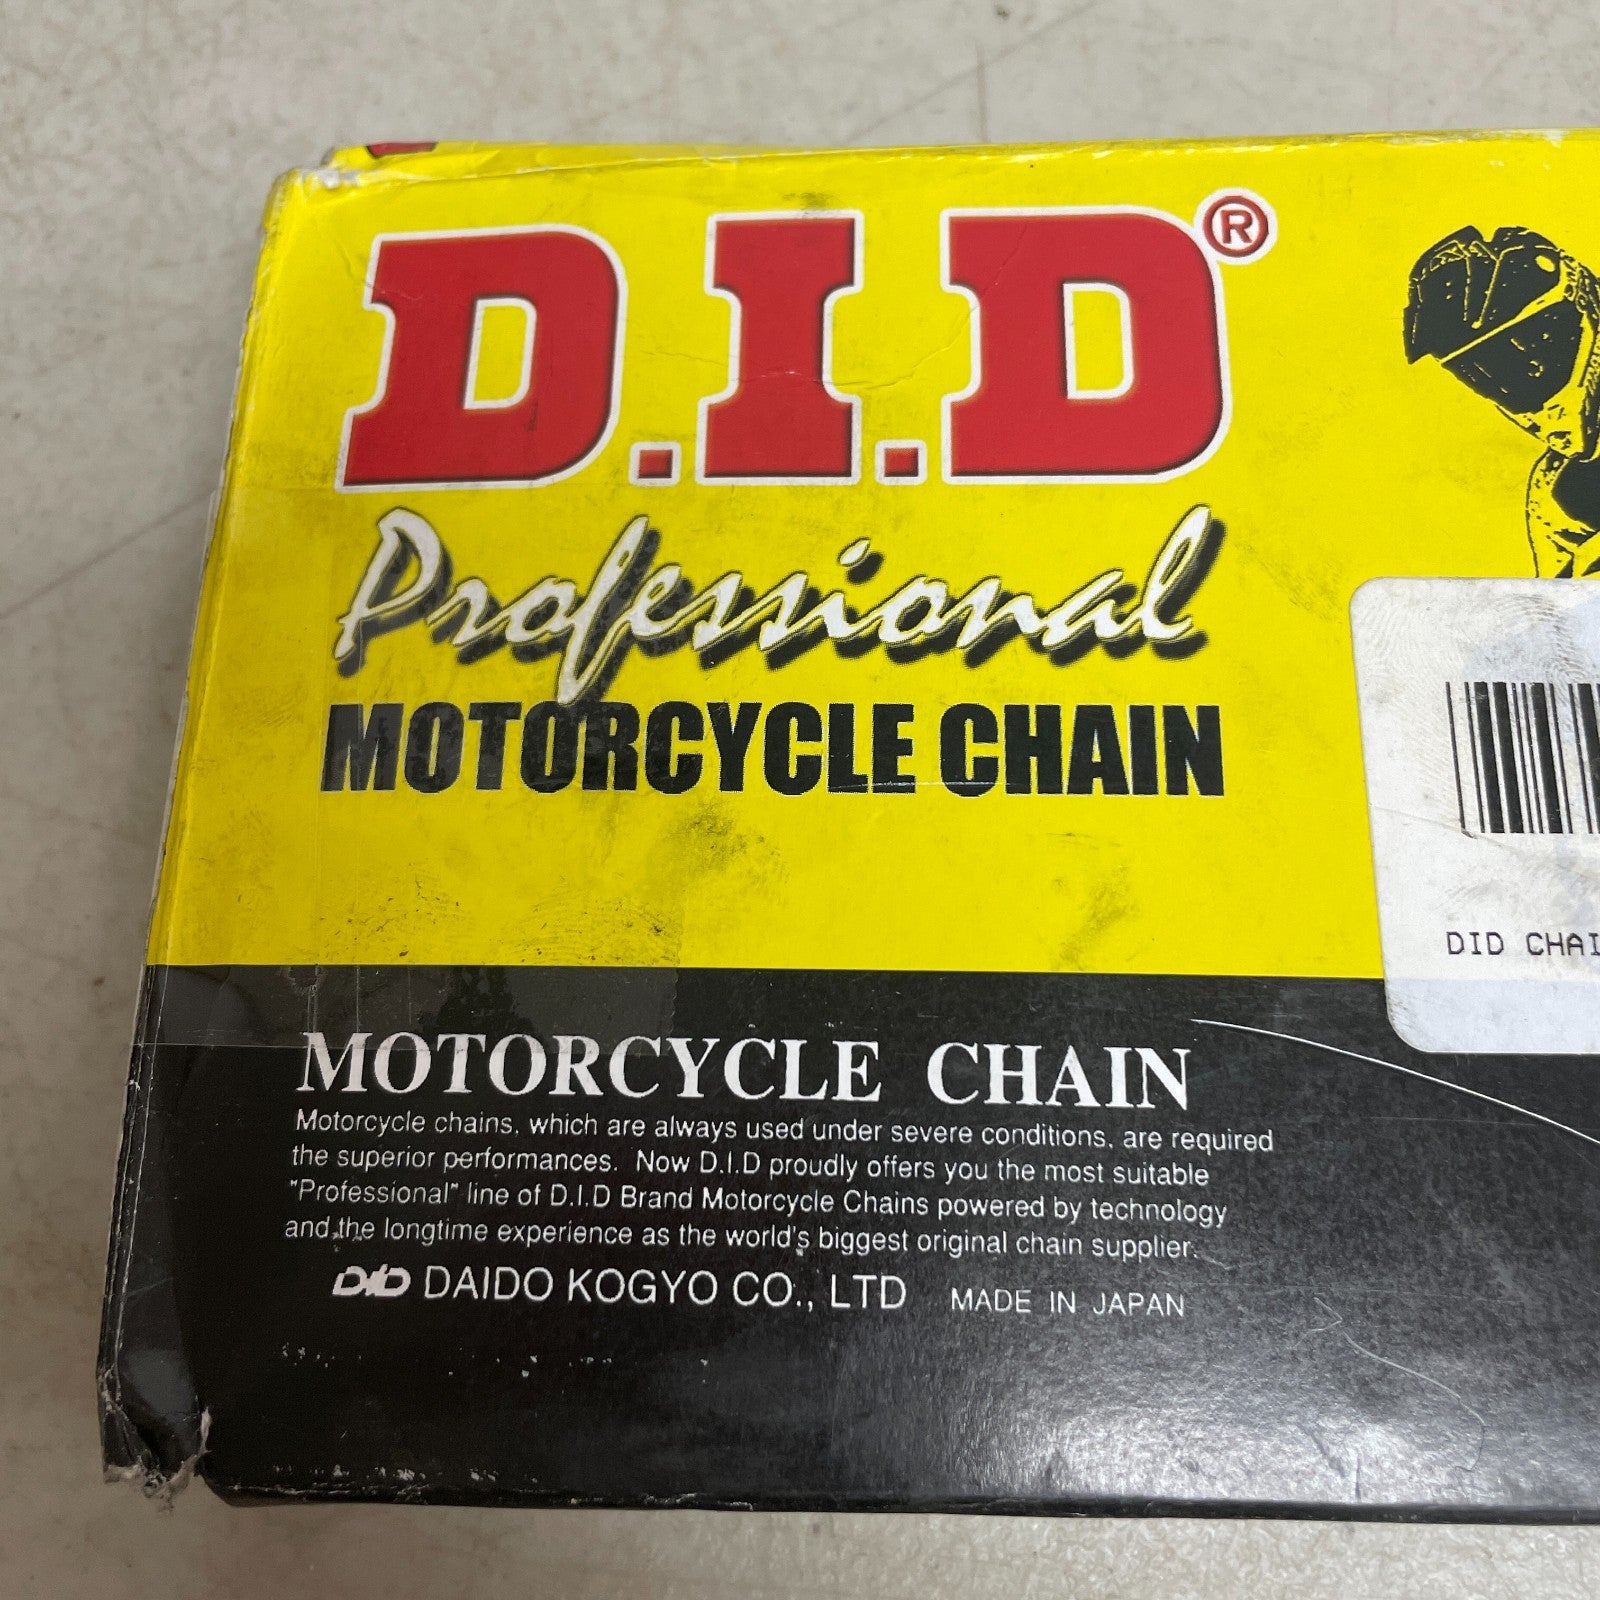 D.I.D®
Professional
MOTORCYCLE CHAIN
DID CHAI
MOTORCYCLE CHAIN
Motorcycle chains, which are always used under severe conditions, are required
the superior performances. Now D.I.D proudly offers you the most suitable
"Professional" line of D.I.D Brand Motorcycle Chains powered by technology
and the longtime experience as the world's biggest original chain supplier.
DID DAIDO KOGYO CO., LTD MADE IN JAPAN